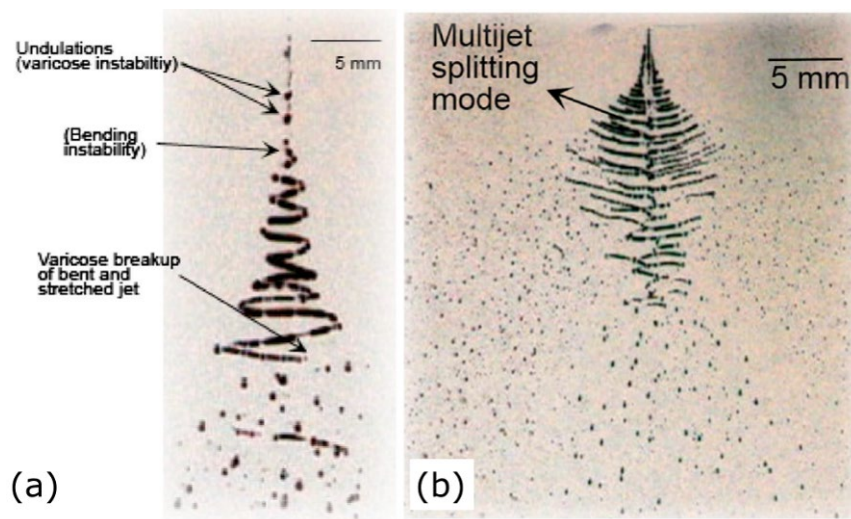 Undulations
(varicose instabiltiy)
5 mm
(Bending
instability)
Varicose breakup
of bent and
stretched jet
(a)
Multijet
splitting
mode
5 mm
(b)